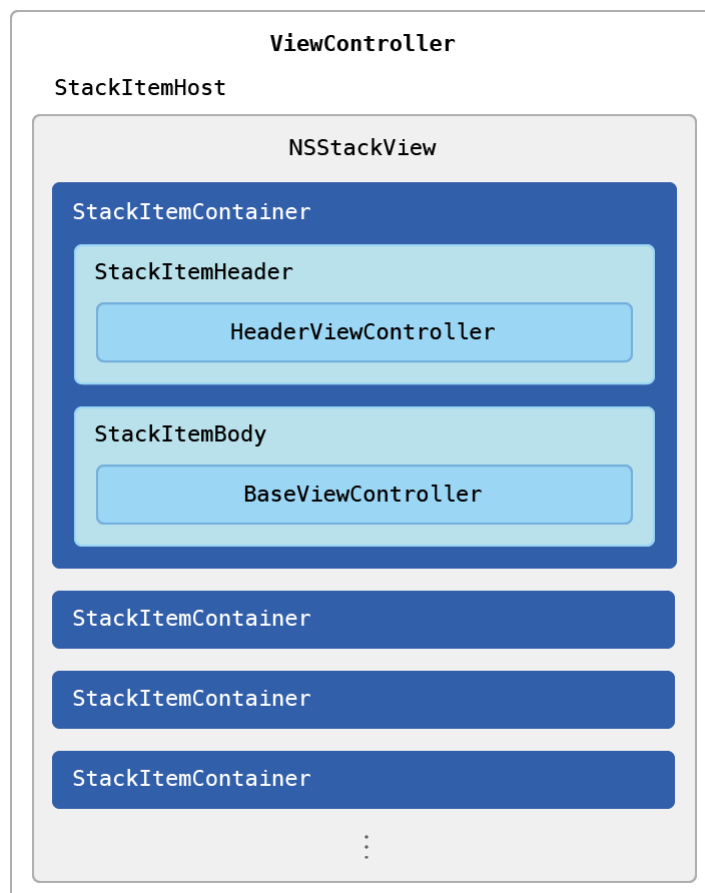 ViewController
StackItemHost
NSStackView
StackItemContainer
StackItemHeader
HeaderViewController
StackItemBody
BaseViewController
StackItemContainer
StackItemContainer
StackItemContainer
⋮